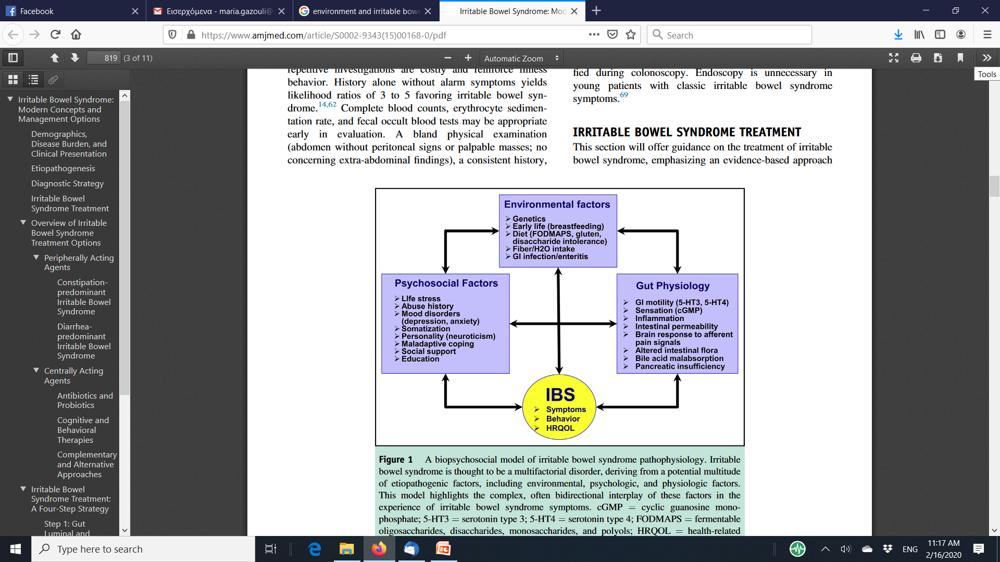 Facebook
Εισερχόμενα - maria.gazouli@
environment and irritable bowe
Irritable Bowel Syndrome: Mod
https://www.amjmed.com/article/S0002-9343(15)00168-0/pdf
Search
819 (3 of 11)
Automatic Zoom
Tools
Irritable Bowel Syndrome:
Modern Concepts and
Management Options
Demographics,
Disease Burden, and
Clinical Presentation
Etiopathogenesis
Diagnostic Strategy
Irritable Bowel
Syndrome Treatment
Overview of Irritable
Bowel Syndrome
Treatment Options
Peripherally Acting
Agents
Constipation-
predominant
Irritable Bowel
Syndrome
Diarrhea-
predominant
Irritable Bowel
Syndrome
Centrally Acting
Agents
Antibiotics and
Probiotics
Cognitive and
Behavioral
Therapies
Complementary
and Alternative
Approaches
Irritable Bowel
Syndrome Treatment:
A Four-Step Strategy
Step 1: Gut
Luminal and
repetitive investigations are costly and reinforce illness
behavior. History alone without alarm symptoms yields
likelihood ratios of 3 to 5 favoring irritable bowel syn-
drome.14,62 Complete blood counts, erythrocyte sedimen-
tation rate, and fecal occult blood tests may be appropriate
early in evaluation. A bland physical examination
(abdomen without peritoneal signs or palpable masses; no
concerning extra-abdominal findings), a consistent history,
fied during colonoscopy. Endoscopy is unnecessary in
young patients with classic irritable bowel syndrome
symptoms.69
IRRITABLE BOWEL SYNDROME TREATMENT
This section will offer guidance on the treatment of irritable
bowel syndrome, emphasizing an evidence-based approach
Environmental factors
Genetics
Early life (breastfeeding)
Diet (FODMAPS, gluten,
disaccharide intolerance)
Fiber/H2O intake
GI infection/enteritis
Psychosocial Factors
LIfe stress
Abuse history
Mood disorders
(depression, anxiety)
Somatization
Personality (neuroticism)
Maladaptive coping
Social support
Education
Gut Physiology
GI motility (5-HT3, 5-HT4)
Sensation (cGMP)
Inflammation
Intestinal permeability
Brain response to afferent
pain signals
Altered intestinal flora
Bile acid malabsorption
Pancreatic insufficiency
IBS
Symptoms
Behavior
HRQOL
Figure 1 A biopsychosocial model of irritable bowel syndrome pathophysiology. Irritable
bowel syndrome is thought to be a multifactorial disorder, deriving from a potential multitude
of etiopathogenic factors, including environmental, psychologic, and physiologic factors.
This model highlights the complex, often bidirectional interplay of these factors in the
experience of irritable bowel syndrome symptoms. cGMP = cyclic guanosine mono-
phosphate; 5-HT3 = serotonin type 3; 5-HT4 = serotonin type 4; FODMAPS = fermentable
oligosaccharides, disaccharides, monosaccharides, and polyols; HRQOL = health-related
Type here to search
ENG
11:17 AM
2/16/2020